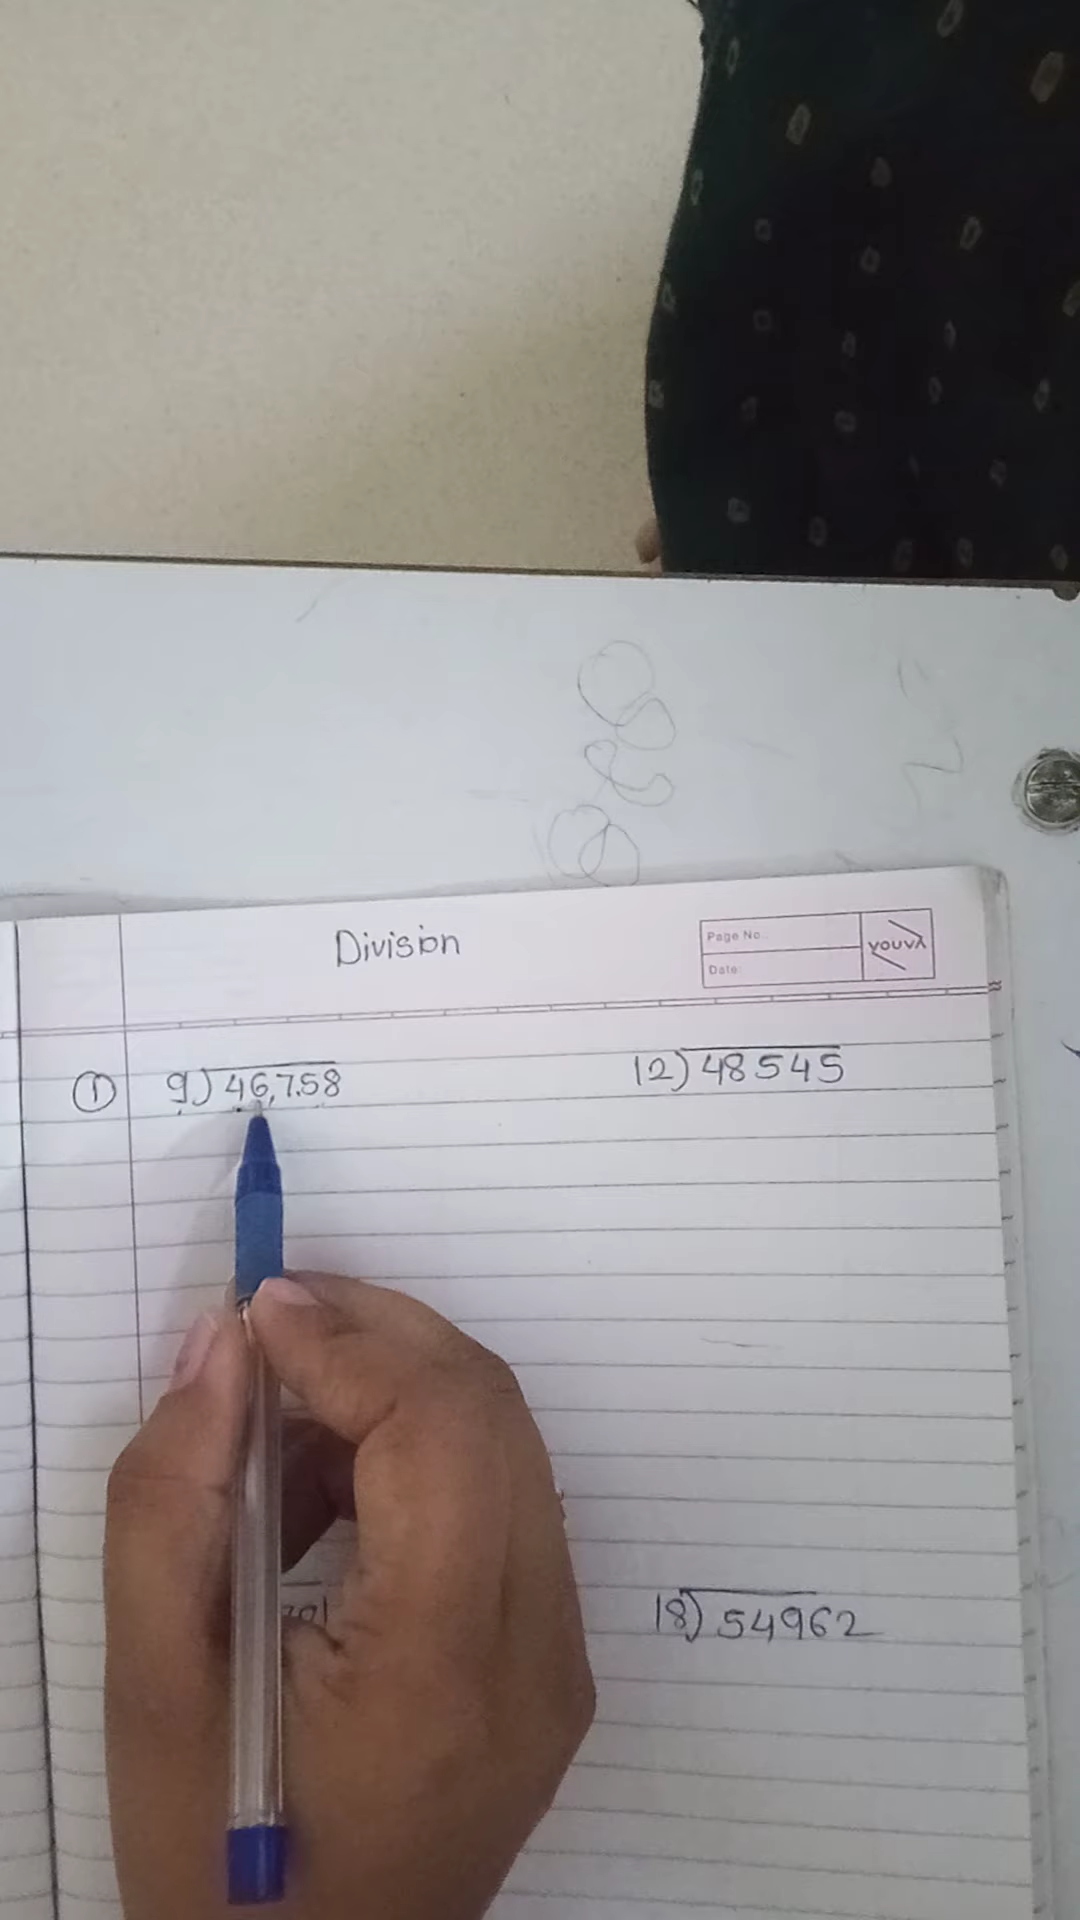 Division
Page No.:
Date:
YOUVA
① 9)46,758
12)48545
18)54962